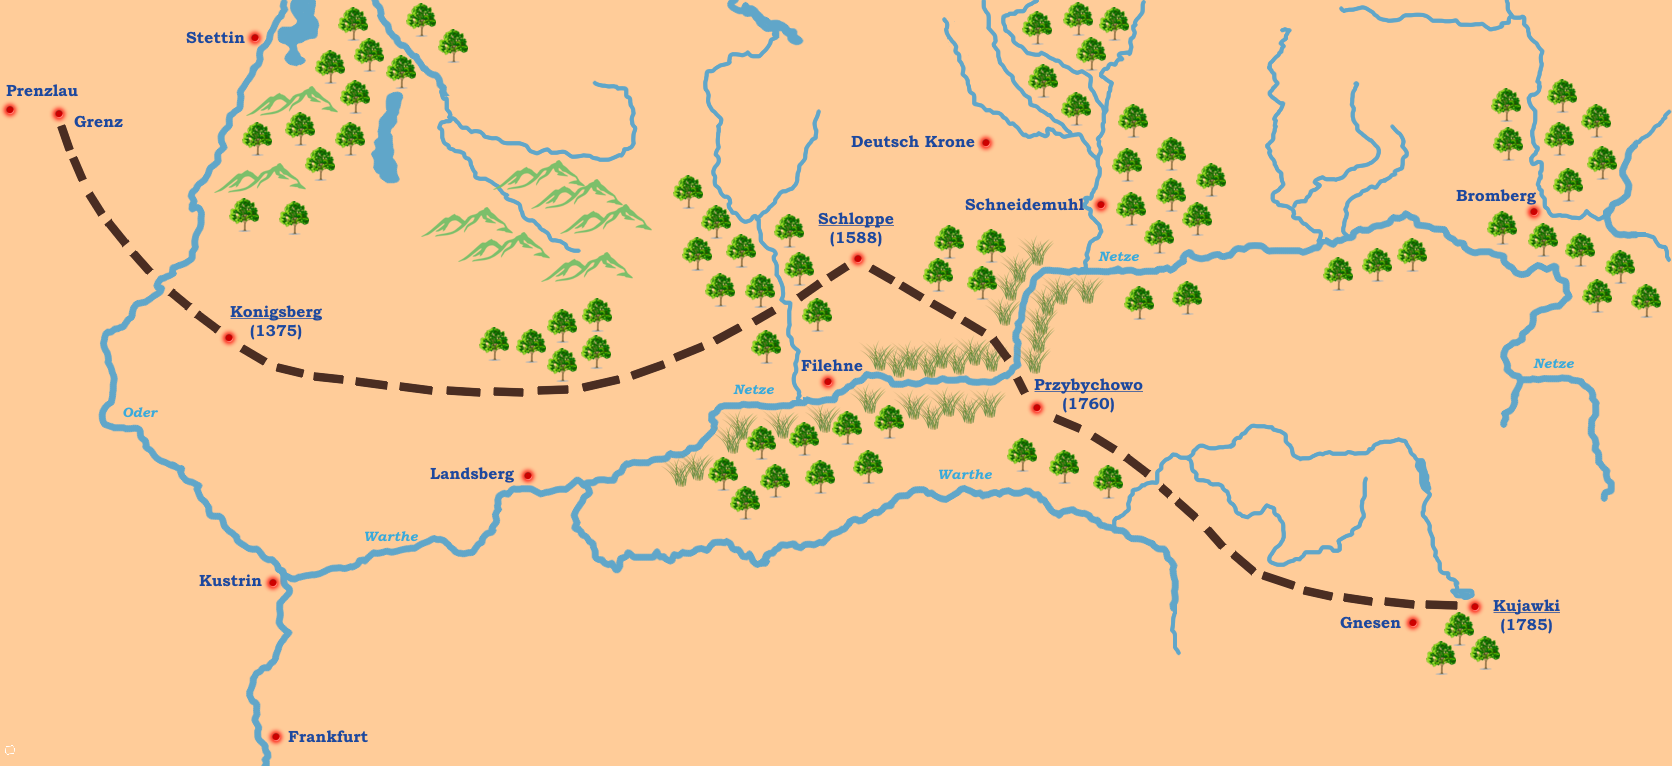 Stettin
Prenzlau
Grenz
Deutsch Krone
Schneidemuhl
Bromberg
Schloppe
(1588)
Netze
Konigsberg
(1375)
Filehne
Netze
Przybychowo
(1760)
Netze
Oder
Landsberg
Warthe
Warthe
Kustrin
Gnesen
Kujawki
(1785)
Frankfurt